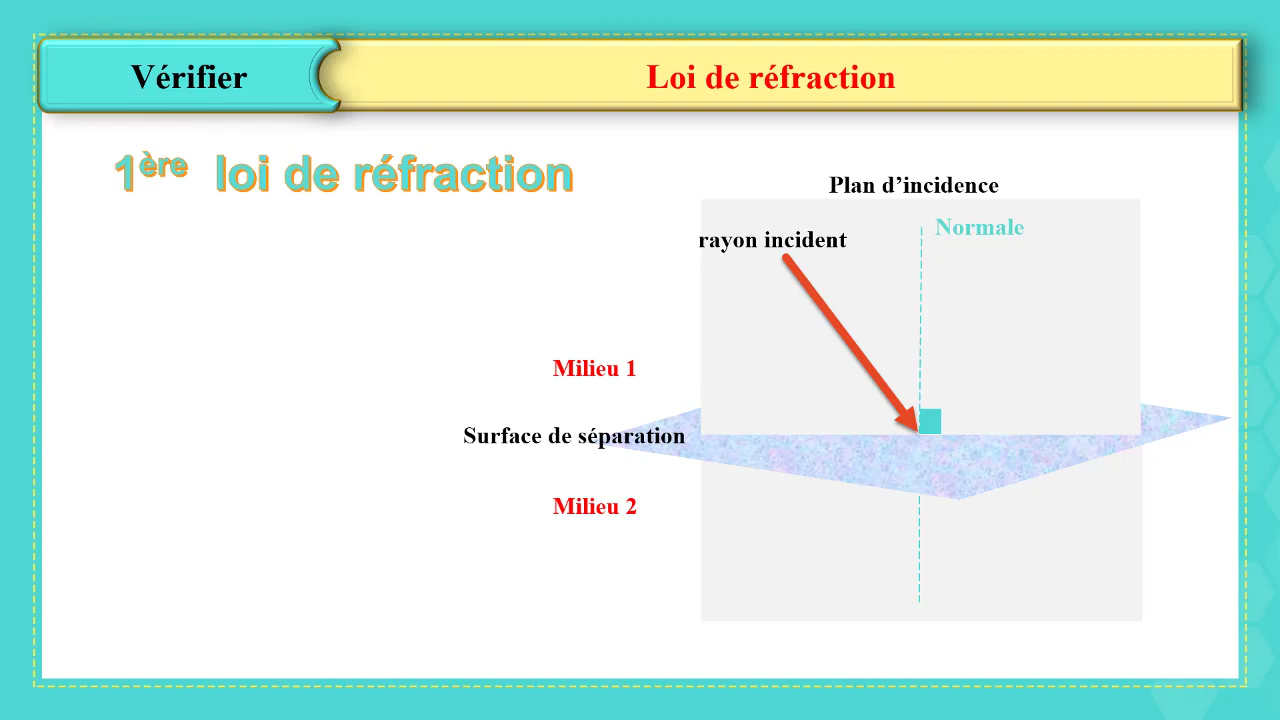 Vérifier
Loi de réfraction
1ère loi de réfraction
Plan d’incidence
Normale
rayon incident
Milieu 1
Surface de séparation
Milieu 2